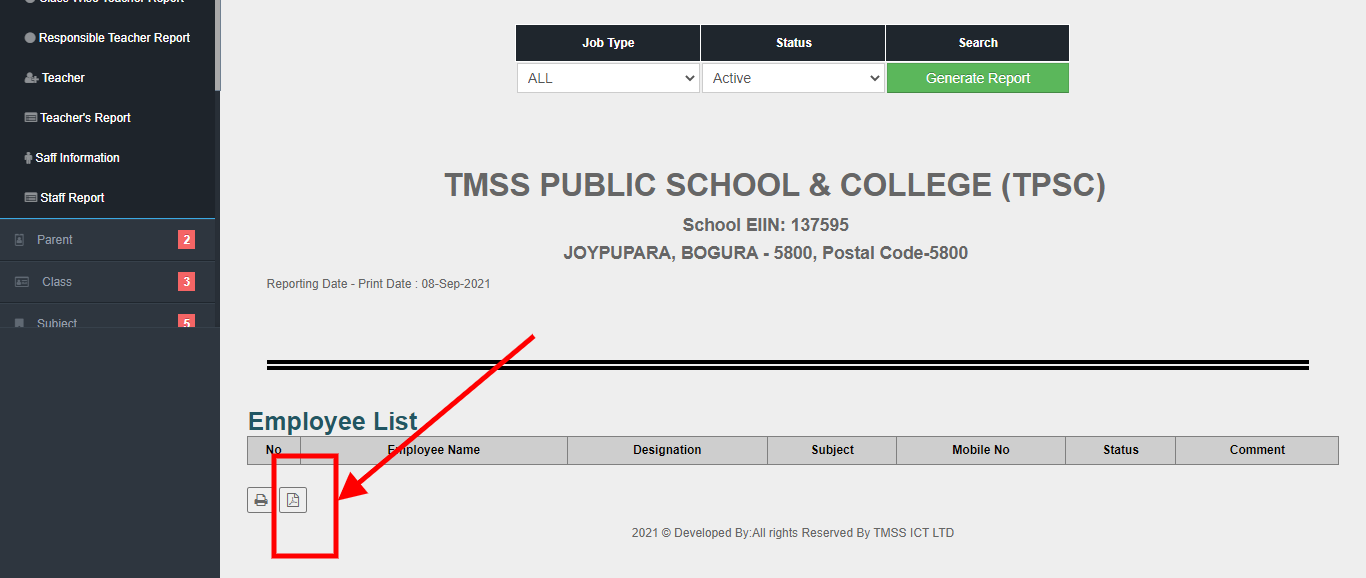 Class Wise Teacher Report
Responsible Teacher Report
Teacher
Teacher's Report
Saff Information
Staff Report
Parent 2
Class 3
Subject 5
Job Type Status Search
ALL Active Generate Report
TMSS PUBLIC SCHOOL & COLLEGE (TPSC)
School EIIN: 137595
JOYPUPARA, BOGURA - 5800, Postal Code-5800
Reporting Date - Print Date : 08-Sep-2021
Employee List
No Employee Name Designation Subject Mobile No Status Comment
2021 © Developed By:All rights Reserved By TMSS ICT LTD